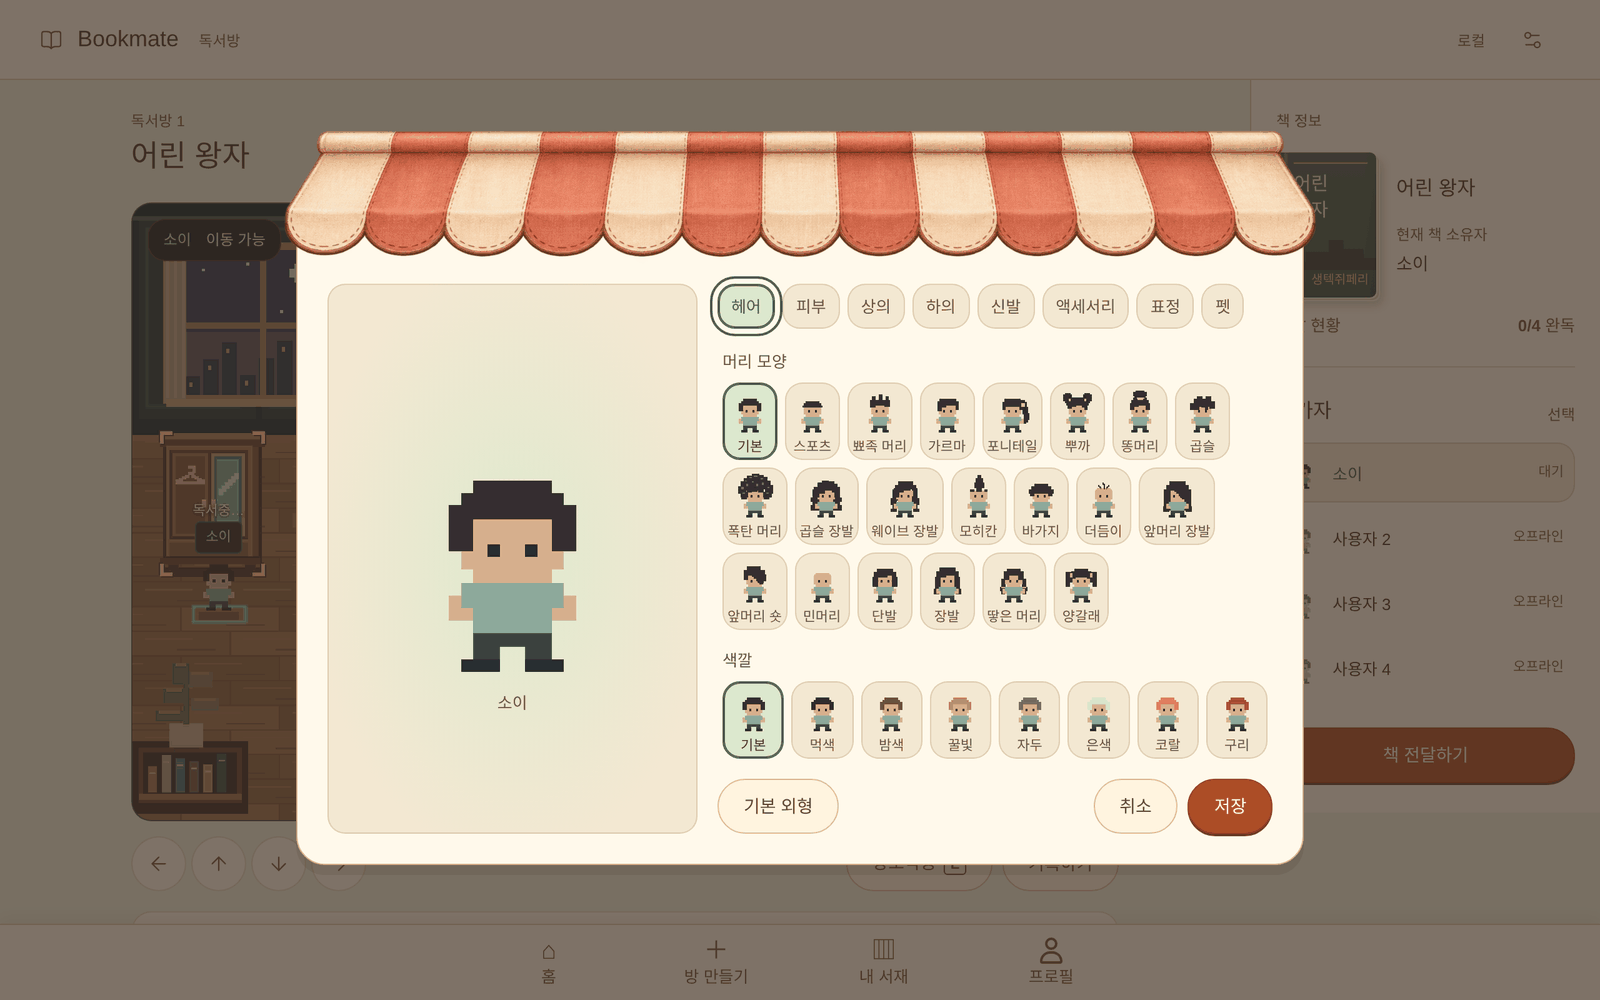 Bookmate 독서방
로컬
독서방 1
어린 왕자
소이 이동 가능
독서중...
소이
책 정보
어린
생텍쥐페리
어린 왕자
현재 책 소유자
소이
현황
0/4 완독
선택
소이
대기
사용자 2
오프라인
사용자 3
오프라인
사용자 4
오프라인
책 전달하기
소이
헤어 피부 상의 하의 신발 액세서리 표정 펫
머리 모양
기본 스포츠 뾰족 머리 가르마 포니테일 뿌까 똥머리 곱슬
폭탄 머리 곱슬 장발 웨이브 장발 모히칸 바가지 더듬이 앞머리 장발
앞머리 숏 민머리 단발 장발 땋은 머리 양갈래
색깔
기본 먹색 밤색 꿀빛 자두 은색 코랄 구리
기본 외형 취소 저장
홈 방 만들기 내 서재 프로필